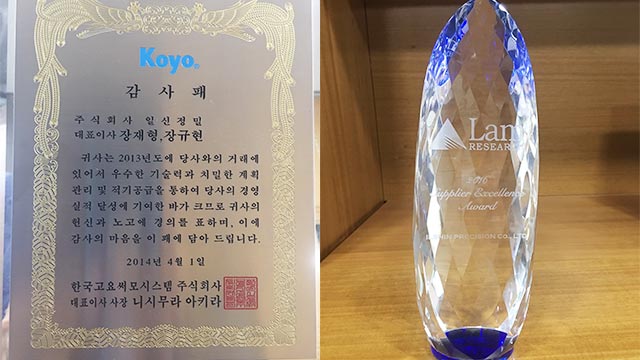 Koyo®
감 사 패
주식회사 일신정밀
대표이사 장재형,장규현
귀사는 2013년도에 당사와의 거래에
있어서 우수한 기술력과 치밀한 계획
관리 및 적기공급을 통하여 당사의 경영
실적 달성에 기여한 바가 크므로 귀사의
헌신과 노고에 경의를 표하며, 이에
감사의 마음을 이 패에 담아 드립니다.
2014년 4월 1일
한국고요써모시스템 주식회사
대표이사 사장 니시무라 아키라
Lam
RESEARCH
2016
Supplier Excellence
Award
PRECISION CO., LTD